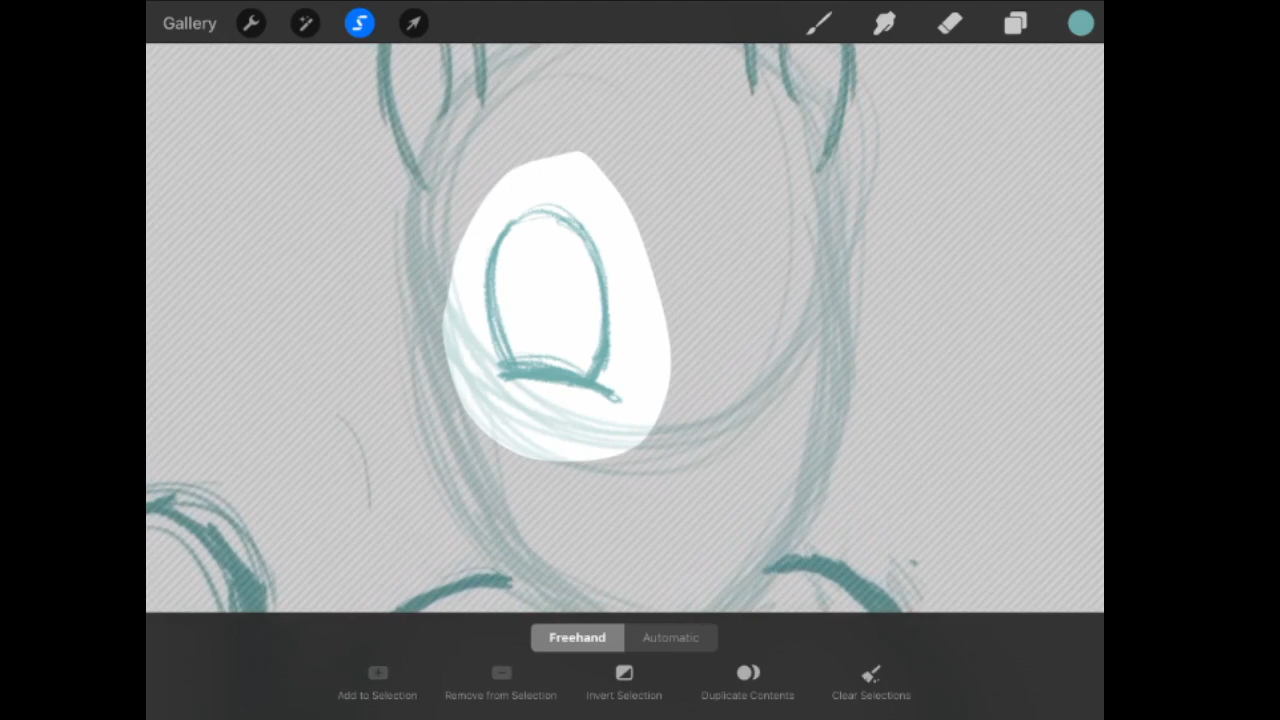 Gallery
Freehand Automatic
Add to Selection Remove from Selection Invert Selection Duplicate Contents Clear Selections